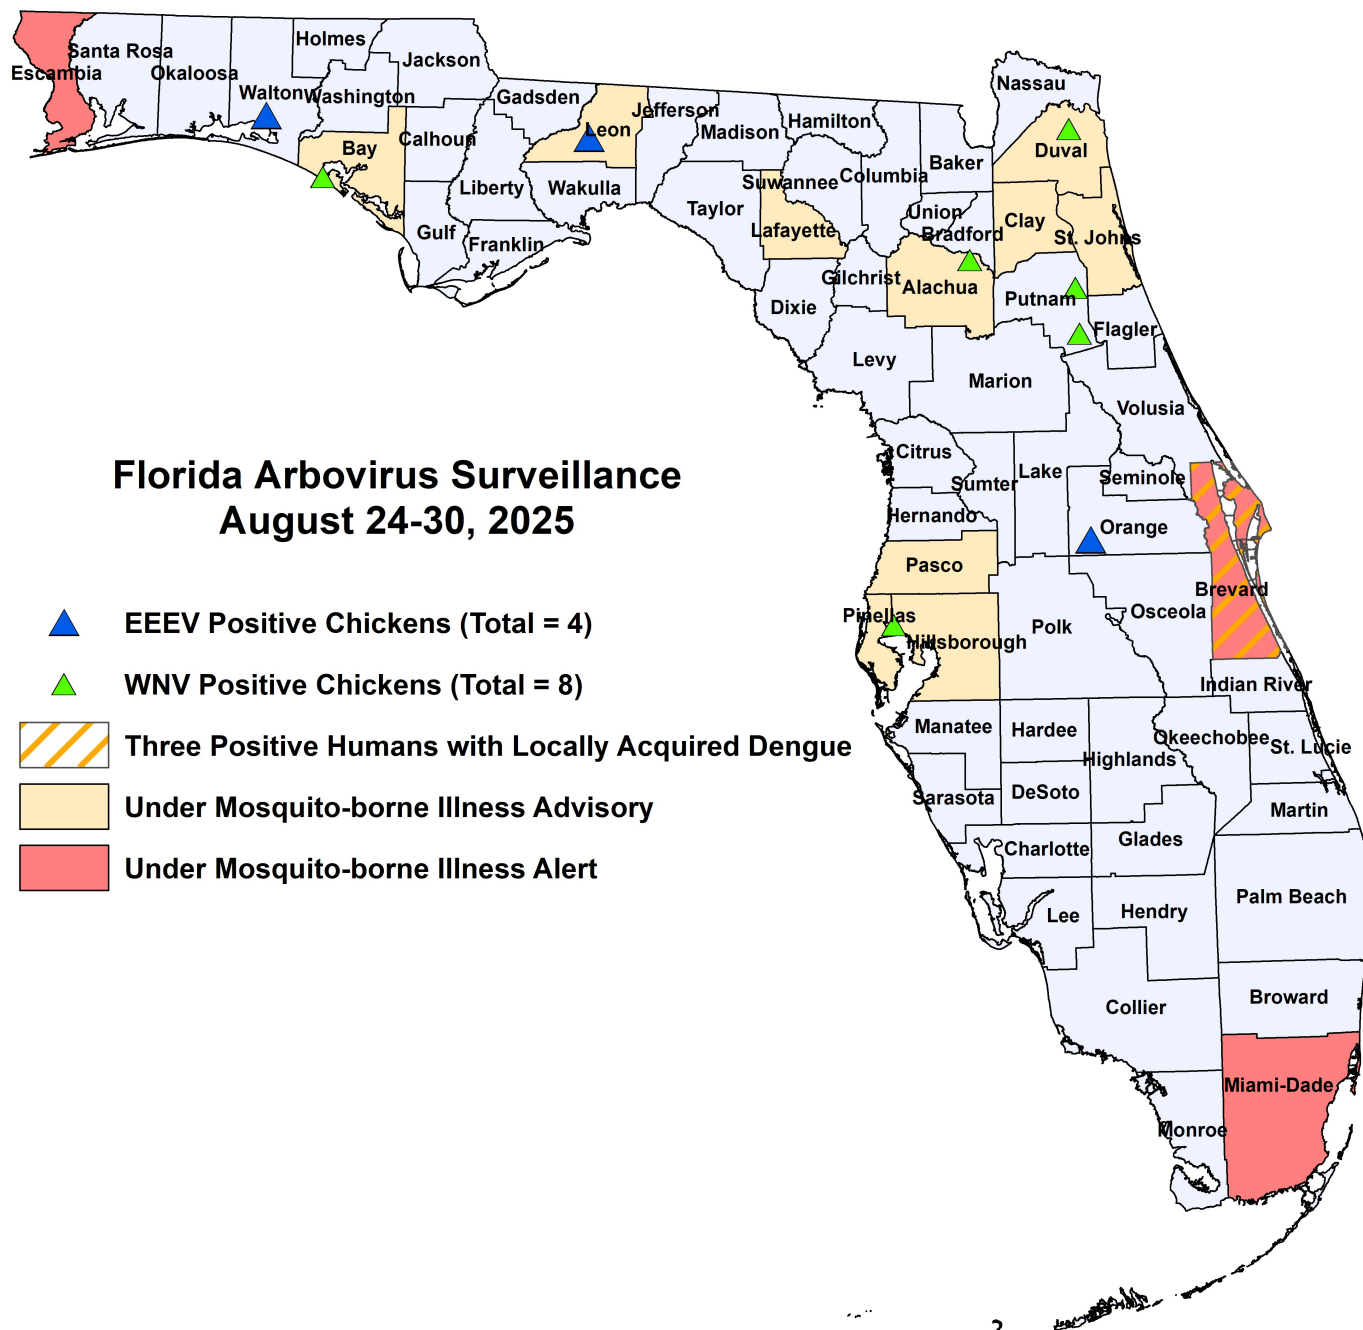 Holmes
Jackson
Santa Rosa
Escambia
Okaloosa
Walton
Washington
Gadsden
Jefferson
Leon
Madison
Hamilton
Nassau
Bay
Calhoun
Liberty
Wakulla
Gulf
Franklin
Taylor
Suwannee
Columbia
Baker
Duval
Lafayette
Union
Bradford
Clay
St. Johns
Gilchrist
Alachua
Putnam
Dixie
Flagler
Levy
Marion
Volusia
Citrus
Sumter
Lake
Seminole
Hernando
Orange
Pasco
Brevard
Pinellas
Hillsborough
Polk
Osceola
Indian River
Manatee
Hardee
Highlands
Okeechobee
St. Lucie
Sarasota
DeSoto
Martin
Charlotte
Glades
Palm Beach
Lee
Hendry
Collier
Broward
Miami-Dade
Monroe
Florida Arbovirus Surveillance
August 24-30, 2025
EEEV Positive Chickens (Total = 4)
WNV Positive Chickens (Total = 8)
Three Positive Humans with Locally Acquired Dengue
Under Mosquito-borne Illness Advisory
Under Mosquito-borne Illness Alert